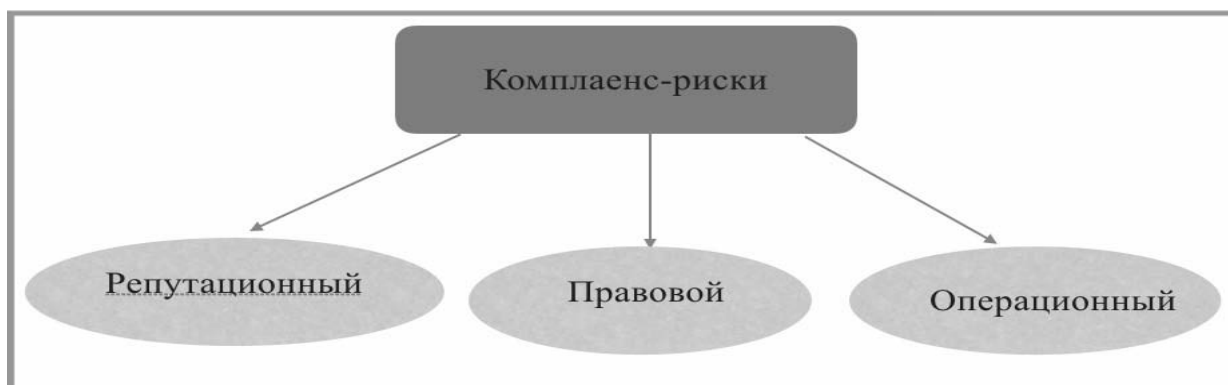 Комплаенс-риски
Репутационный
Правовой
Операционный